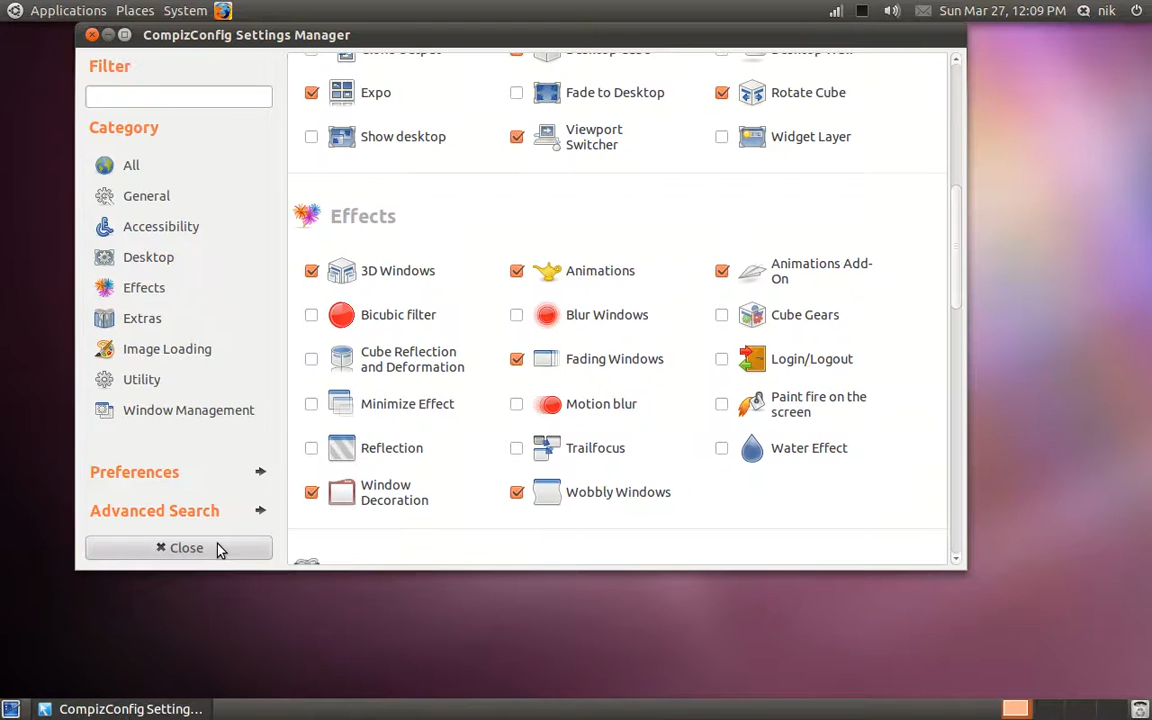 Applications Places System
Sun Mar 27, 12:09 PM nik
CompizConfig Settings Manager
Filter
Category
All
General
Accessibility
Desktop
Effects
Extras
Image Loading
Utility
Window Management
Preferences
Advanced Search
Close
Expo
Fade to Desktop
Rotate Cube
Show desktop
Viewport
Switcher
Widget Layer
Effects
3D Windows
Animations
Animations Add-
On
Bicubic filter
Blur Windows
Cube Gears
Cube Reflection
and Deformation
Fading Windows
Login/Logout
Minimize Effect
Motion blur
Paint fire on the
screen
Reflection
Trailfocus
Water Effect
Window
Decoration
Wobbly Windows
CompizConfig Setting...